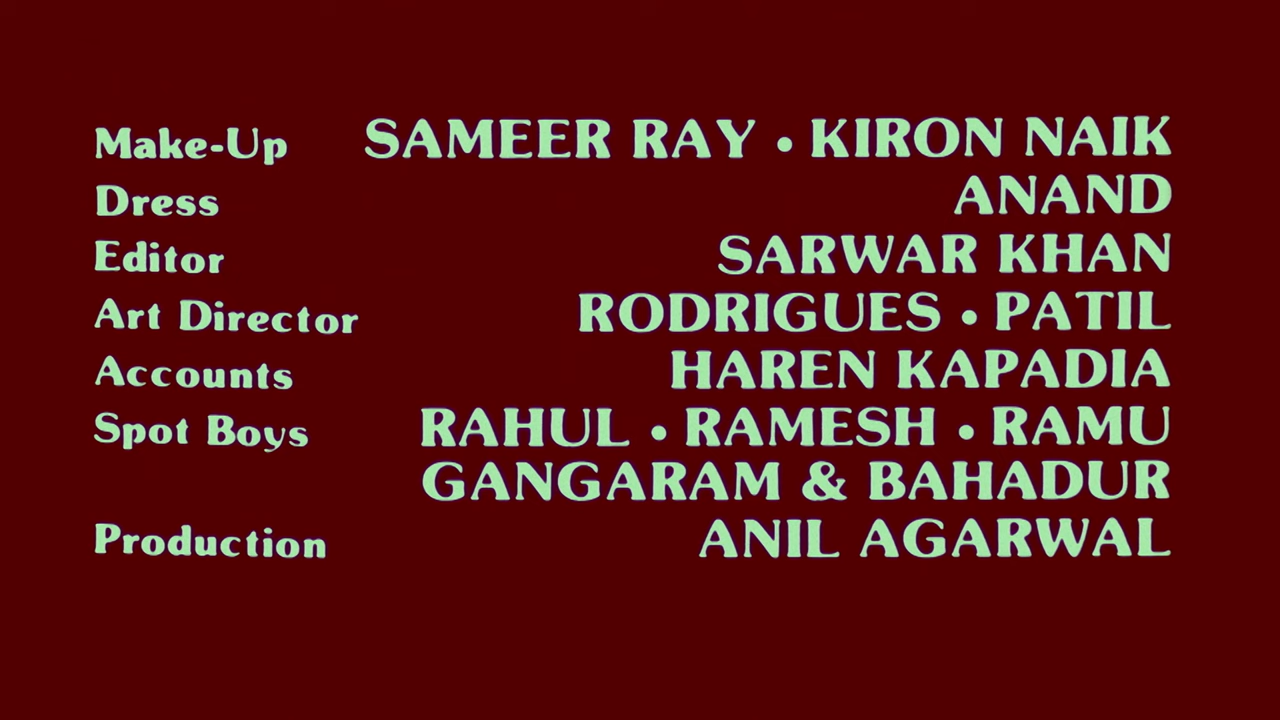 Make-Up SAMEER RAY • KIRON NAIK
Dress ANAND
Editor SARWAR KHAN
Art Director RODRIGUES • PATIL
Accounts HAREN KAPADIA
Spot Boys RAHUL • RAMESH • RAMU
GANGARAM & BAHADUR
Production ANIL AGARWAL